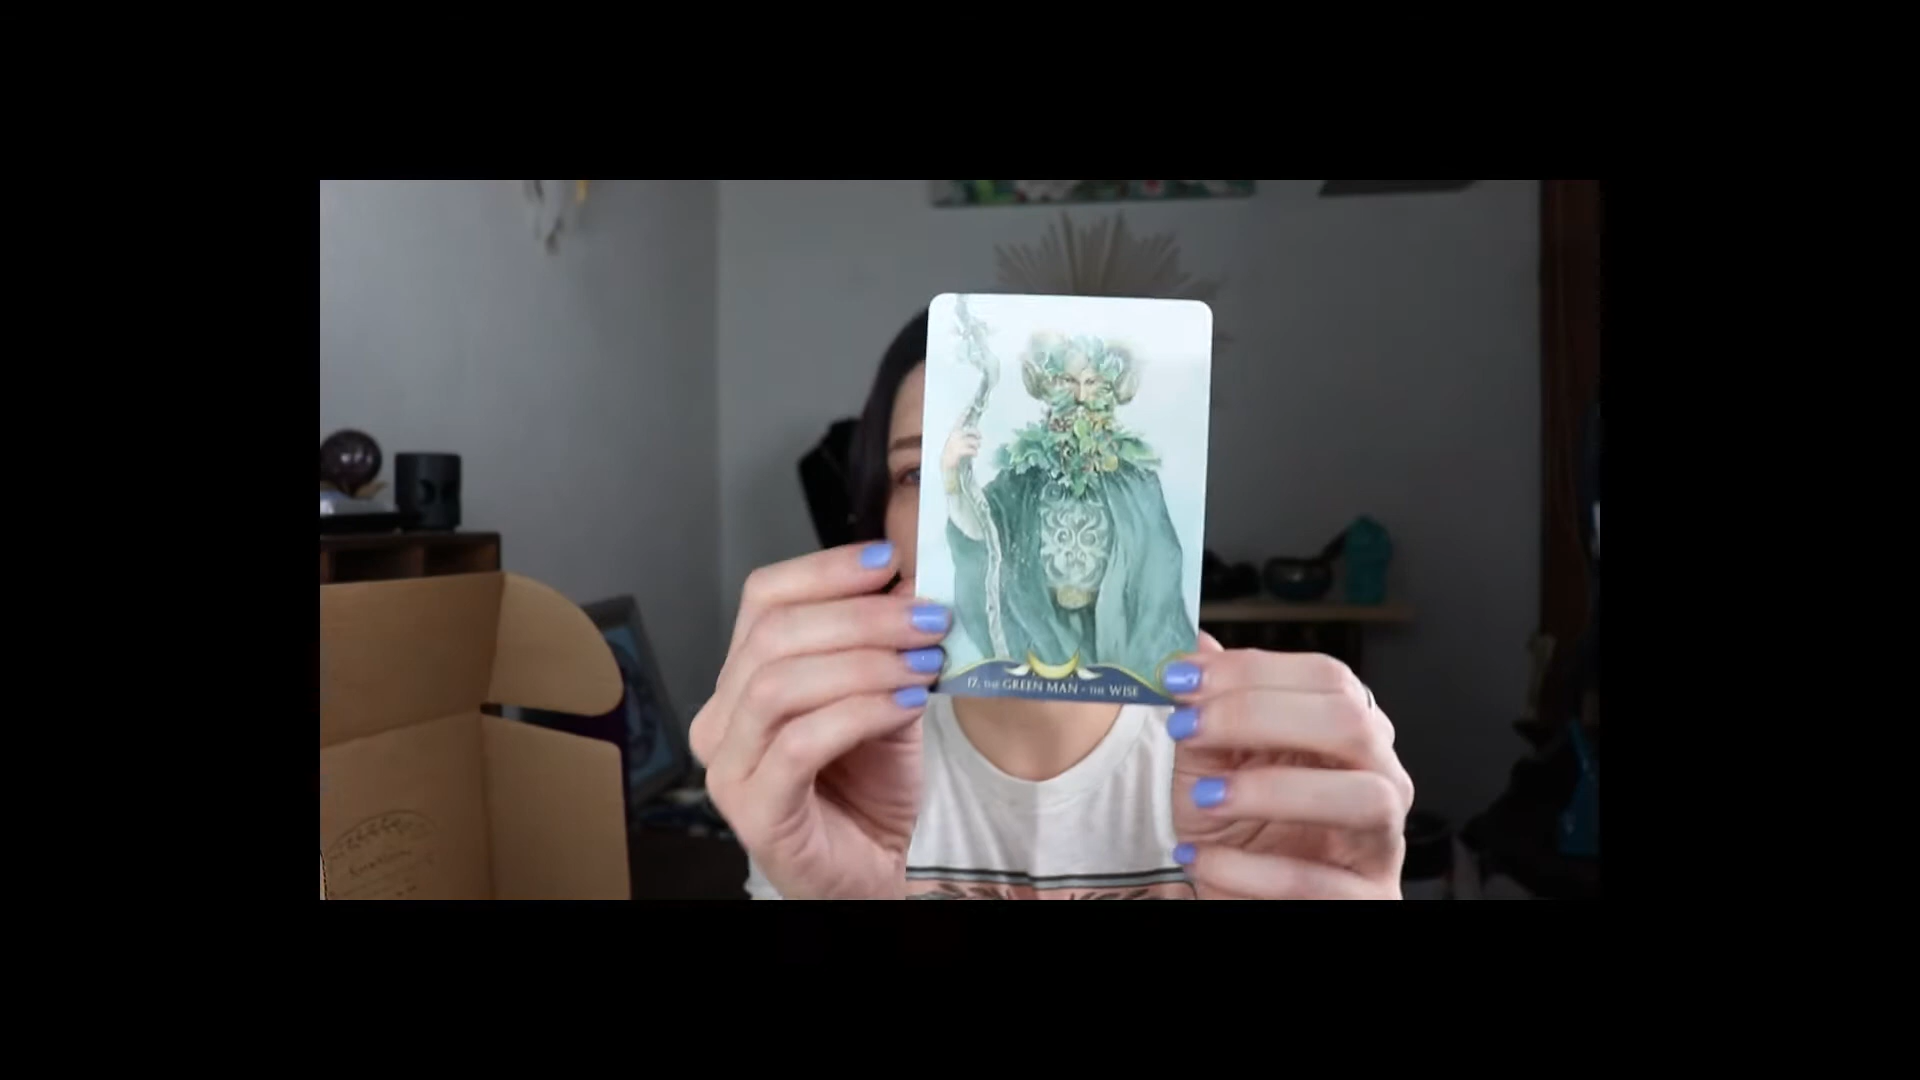 17. THE GREEN MAN - THE WISE